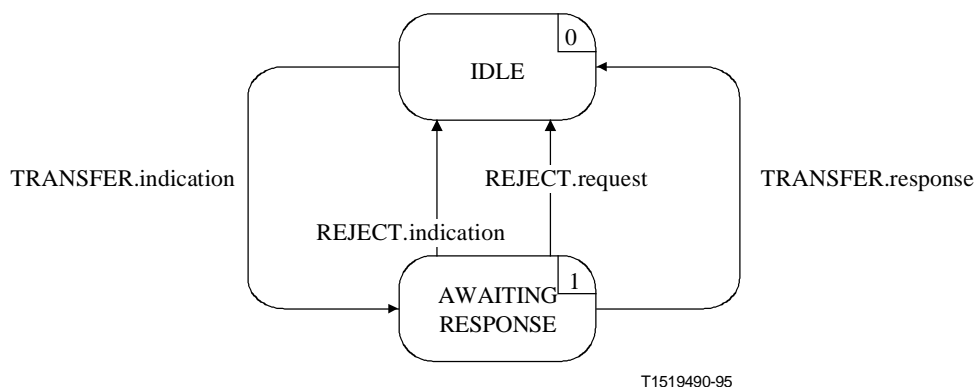 0
IDLE
TRANSFER.indication
REJECT.request
TRANSFER.response
REJECT.indication
1
AWAITING
RESPONSE
T1519490-95